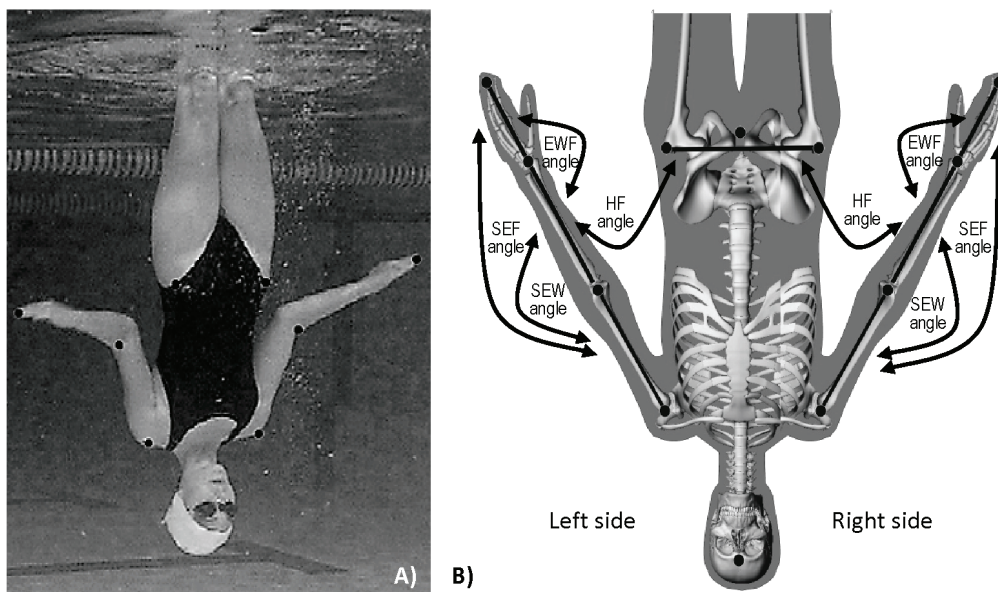 A)
B)
EWF
angle
HF
angle
SEF
angle
SEW
angle
EWF
angle
HF
angle
SEF
angle
SEW
angle
Left side
Right side